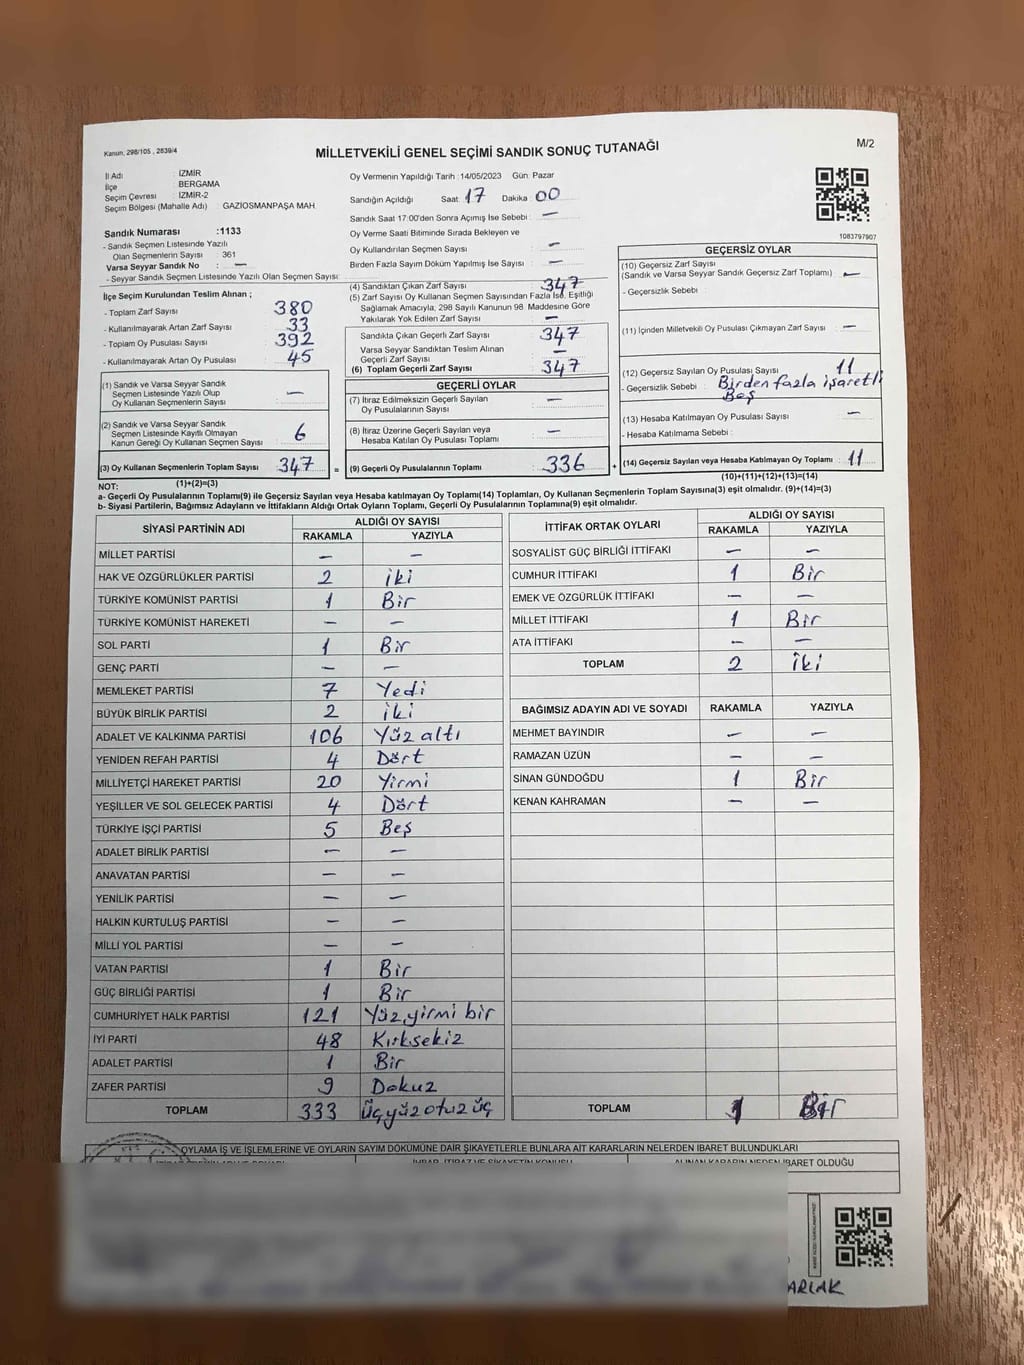 Kanun, 298/105 , 2839/4
MİLLETVEKİLİ GENEL SEÇİMİ SANDIK SONUÇ TUTANAĞI
M/2
İl Adı : İZMİR
İlçe : BERGAMA
Seçim Çevresi : İZMİR-2
Seçim Bölgesi (Mahalle Adı) : GAZİOSMANPAŞA MAH.
Oy Vermenin Yapıldığı Tarih :14/05/2023 Gün: Pazar
Sandığın Açıldığı Saat: 17 Dakika : 00
Sandık Saat 17:00'den Sonra Açımış İse Sebebi : —
Oy Verme Saati Bitiminde Sırada Bekleyen ve
Oy Kullandırılan Seçmen Sayısı : —
Birden Fazla Sayım Döküm Yapılmış İse Sayısı : —
1083797907
Sandık Numarası :1133
- Sandık Seçmen Listesinde Yazılı
Olan Seçmenlerin Sayısı : 361
Varsa Seyyar Sandık No : —
- Seyyar Sandık Seçmen Listesinde Yazılı Olan Seçmen Sayısı:
İlçe Seçim Kurulundan Teslim Alınan ;
- Toplam Zarf Sayısı : 380
- Kullanılmayarak Artan Zarf Sayısı : 33
- Toplam Oy Pusulası Sayısı : 392
- Kullanılmayarak Artan Oy Pusulası : 45
(1) Sandık ve Varsa Seyyar Sandık
Seçmen Listesinde Yazılı Olup
Oy Kullanan Seçmenlerin Sayısı : —
(2) Sandık ve Varsa Seyyar Sandık
Seçmen Listesinde Kayıtlı Olmayan
Kanun Gereği Oy Kullanan Seçmen Sayısı : 6
(3) Oy Kullanan Seçmenlerin Toplam Sayısı : 347 =
(1)+(2)=(3)
(4) Sandıktan Çıkan Zarf Sayısı : 347
(5) Zarf Sayısı Oy Kullanan Seçmen Sayısından Fazla İse, Eşitliği
Sağlamak Amacıyla, 298 Sayılı Kanunun 98. Maddesine Göre
Yakılarak Yok Edilen Zarf Sayısı : —
Sandıkta Çıkan Geçerli Zarf Sayısı : 347
Varsa Seyyar Sandıktan Teslim Alınan
Geçerli Zarf Sayısı : —
(6) Toplam Geçerli Zarf Sayısı : 347
GEÇERLİ OYLAR
(7) İtiraz Edilmeksizin Geçerli Sayılan
Oy Pusulalarının Sayısı : —
(8) İtiraz Üzerine Geçerli Sayılan veya
Hesaba Katılan Oy Pusulası Toplamı : —
(9) Geçerli Oy Pusulalarının Toplamı : 336 +
GEÇERSİZ OYLAR
(10) Geçersiz Zarf Sayısı
(Sandık ve Varsa Seyyar Sandık Geçersiz Zarf Toplamı) : —
- Geçersizlik Sebebi :
(11) İçinden Milletvekili Oy Pusulası Çıkmayan Zarf Sayısı : —
(12) Geçersiz Sayılan Oy Pusulası Sayısı : 11
- Geçersizlik Sebebi : Birden fazla işaretli
Boş
(13) Hesaba Katılmayan Oy Pusulası Sayısı : —
- Hesaba Katılmama Sebebi :
(14) Geçersiz Sayılan veya Hesaba Katılmayan Oy Toplamı : 11
(10)+(11)+(12)+(13)=(14)
NOT:
a- Geçerli Oy Pusulalarının Toplamı(9) ile Geçersiz Sayılan veya Hesaba katılmayan Oy Toplamı(14) Toplamları, Oy Kullanan Seçmenlerin Toplam Sayısına(3) eşit olmalıdır. (9)+(14)=(3)
b- Siyasi Partilerin, Bağımsız Adayların ve İttifakların Aldığı Ortak Oyların Toplamı, Geçerli Oy Pusulalarının Toplamına(9) eşit olmalıdır.
SİYASİ PARTİNİN ADI ALDIĞI OY SAYISI
RAKAMLA YAZIYLA
MİLLET PARTİSİ — —
HAK VE ÖZGÜRLÜKLER PARTİSİ 2 iki
TÜRKİYE KOMÜNİST PARTİSİ 1 Bir
TÜRKİYE KOMÜNİST HAREKETİ — —
SOL PARTİ 1 Bir
GENÇ PARTİ — —
MEMLEKET PARTİSİ 7 Yedi
BÜYÜK BİRLİK PARTİSİ 2 iki
ADALET VE KALKINMA PARTİSİ 106 Yüz altı
YENİDEN REFAH PARTİSİ 4 Dört
MİLLİYETÇİ HAREKET PARTİSİ 20 Yirmi
YEŞİLLER VE SOL GELECEK PARTİSİ 4 Dört
TÜRKİYE İŞÇİ PARTİSİ 5 Beş
ADALET BİRLİK PARTİSİ — —
ANAVATAN PARTİSİ — —
YENİLİK PARTİSİ — —
HALKIN KURTULUŞ PARTİSİ — —
MİLLİ YOL PARTİSİ — —
VATAN PARTİSİ 1 Bir
GÜÇ BİRLİĞİ PARTİSİ 1 Bir
CUMHURİYET HALK PARTİSİ 121 Yüz yirmi bir
İYİ PARTİ 48 Kırksekiz
ADALET PARTİSİ 1 Bir
ZAFER PARTİSİ 9 Dokuz
TOPLAM 333 üçyüzotuz üç
İTTİFAK ORTAK OYLARI ALDIĞI OY SAYISI
RAKAMLA YAZIYLA
SOSYALİST GÜÇ BİRLİĞİ İTTİFAKI — —
CUMHUR İTTİFAKI 1 Bir
EMEK VE ÖZGÜRLÜK İTTİFAKI — —
MİLLET İTTİFAKI 1 Bir
ATA İTTİFAKI — —
TOPLAM 2 iki
BAĞIMSIZ ADAYIN ADI VE SOYADI RAKAMLA YAZIYLA
MEHMET BAYINDIR — —
RAMAZAN ÜZÜN — —
SİNAN GÜNDOĞDU 1 Bir
KENAN KAHRAMAN — —
TOPLAM 1 Bir
OYLAMA İŞ VE İŞLEMLERİNE VE OYLARIN SAYIM DÖKÜMÜNE DAİR ŞİKAYETLERLE BUNLARA AİT KARARLARIN NELERDEN İBARET BULUNDUKLARI
İHBAR, İTİRAZ VE ŞİKAYETİN KONUSU
ALINAN KARARIN NEDEN İBARET OLDUĞU